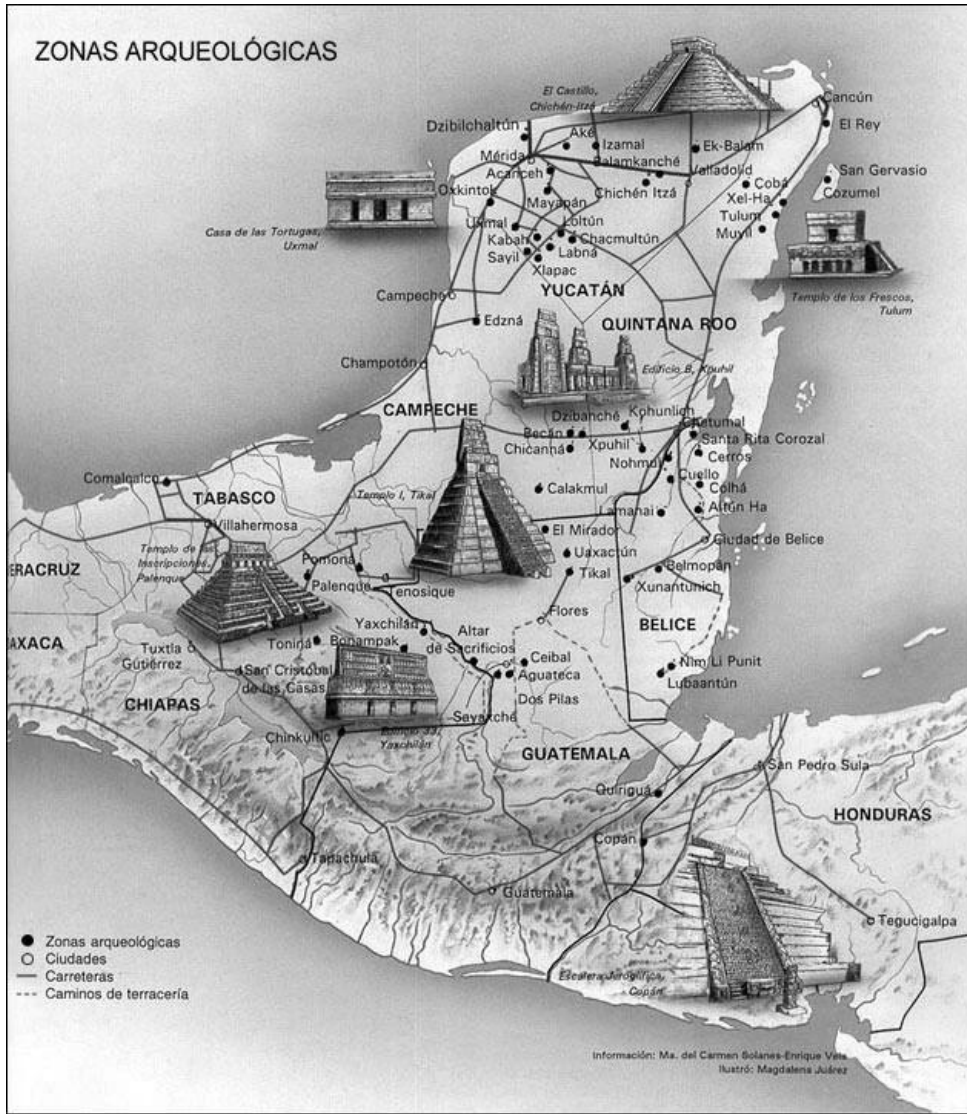 ZONAS ARQUEOLÓGICAS
El Castillo,
Chichén-Itzá
Cancún
El Rey
Dzibilchaltún
Aké
Izamal
Ek-Balam
Mérida
Balamkanché
Valladolid
San Gervasio
Acanceh
Chichén Itzá
Cobá
Cozumel
Oxkintok
Mayapán
Xel-Ha
Tulum
Uxmal
Loltún
Muyil
Casa de las Tortugas,
Uxmal
Kabah
Chacmultún
Sayil
Labná
Xlapac
Templo de los Frescos,
Tulum
Campeche
YUCATÁN
Edzná
QUINTANA ROO
Champotón
Edificio B, Xpuhil
CAMPECHE
Dzibanché
Kohunlich
Chetumal
Becán
Xpuhil
Santa Rita Corozal
Chicanná
Nohmul
Cerros
Comalcalco
Cuello
TABASCO
Templo I, Tikal
Calakmul
Colhá
Lamanai
Altún Ha
Villahermosa
El Mirador
Ciudad de Belice
Templo de las
Inscripciones,
Palenque
Pomoná
Uaxactún
ERACRUZ
Palenque
Tenosique
Tikal
Belmopán
Xunantunich
Flores
AXACA
Yaxchilán
Altar
de Sacrificios
BELICE
Tuxtla
Gutiérrez
Toniná
Bonampak
Ceibal
Nim Li Punit
San Cristóbal
de las Casas
Aguateca
Lubaantún
CHIAPAS
Dos Pilas
Sayaxché
Chinkultic
Edificio 33,
Yaxchilán
GUATEMALA
San Pedro Sula
Quiriguá
HONDURAS
Copán
Tapachula
Guatemala
Tegucigalpa
Zonas arqueológicas
Ciudades
Carreteras
Caminos de terracería
Escalera Jeroglífica,
Copán
Información: Ma. del Carmen Solanes-Enrique Vela
Ilustró: Magdalena Juárez